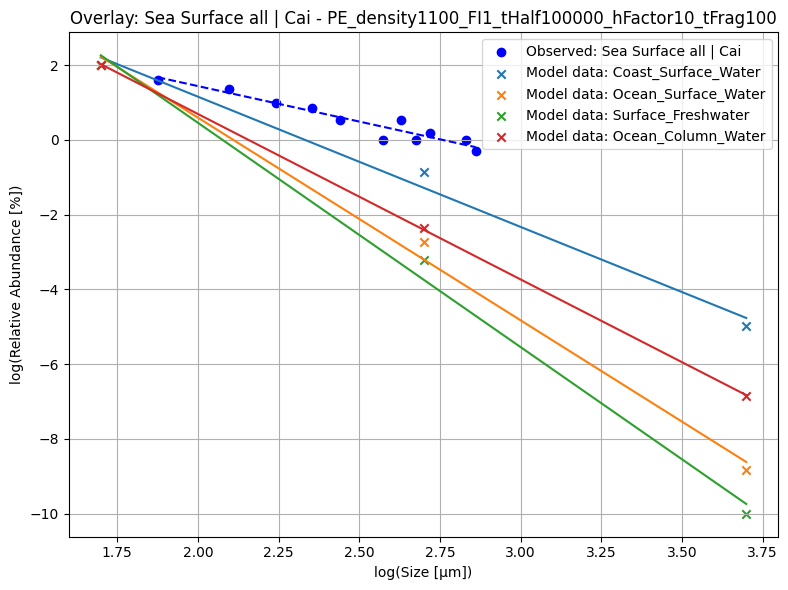 Overlay: Sea Surface all | Cai - PE_density1100_FI1_tHalf100000_hFactor10_tFrag100
Observed: Sea Surface all | Cai
Model data: Coast_Surface_Water
Model data: Ocean_Surface_Water
Model data: Surface_Freshwater
Model data: Ocean_Column_Water
log(Relative Abundance [%])
2
0
−2
−4
−6
−8
−10
1.75
2.00
2.25
2.50
2.75
3.00
3.25
3.50
3.75
log(Size [µm])